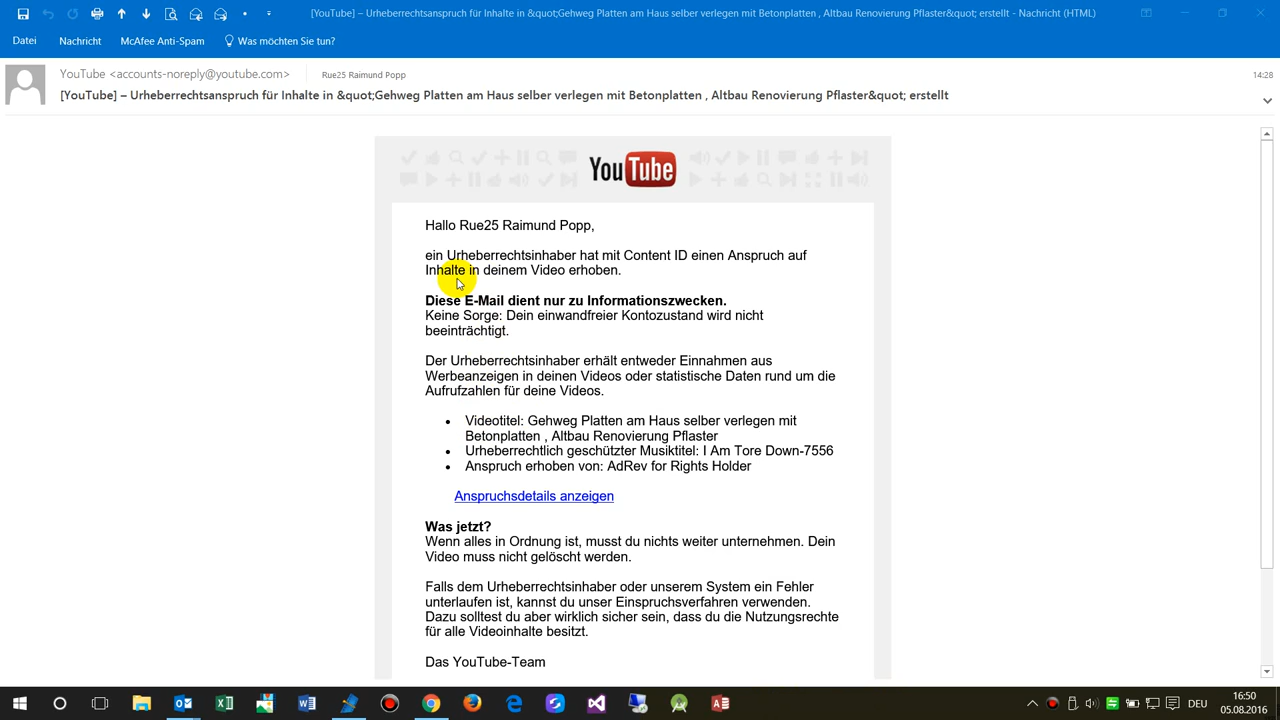 [YouTube] – Urheberrechtsanspruch für Inhalte in &quot;Gehweg Platten am Haus selber verlegen mit Betonplatten , Altbau Renovierung Pflaster&quot; erstellt - Nachricht (HTML)
Datei Nachricht McAfee Anti-Spam Was möchten Sie tun?
YouTube <accounts-noreply@youtube.com> Rue25 Raimund Popp 14:28
[YouTube] – Urheberrechtsanspruch für Inhalte in &quot;Gehweg Platten am Haus selber verlegen mit Betonplatten , Altbau Renovierung Pflaster&quot; erstellt
YouTube
Hallo Rue25 Raimund Popp,
ein Urheberrechtsinhaber hat mit Content ID einen Anspruch auf
Inhalte in deinem Video erhoben.
Diese E-Mail dient nur zu Informationszwecken.
Keine Sorge: Dein einwandfreier Kontozustand wird nicht
beeinträchtigt.
Der Urheberrechtsinhaber erhält entweder Einnahmen aus
Werbeanzeigen in deinen Videos oder statistische Daten rund um die
Aufrufzahlen für deine Videos.
• Videotitel: Gehweg Platten am Haus selber verlegen mit
Betonplatten , Altbau Renovierung Pflaster
• Urheberrechtlich geschützter Musiktitel: I Am Tore Down-7556
• Anspruch erhoben von: AdRev for Rights Holder
Anspruchsdetails anzeigen
Was jetzt?
Wenn alles in Ordnung ist, musst du nichts weiter unternehmen. Dein
Video muss nicht gelöscht werden.
Falls dem Urheberrechtsinhaber oder unserem System ein Fehler
unterlaufen ist, kannst du unser Einspruchsverfahren verwenden.
Dazu solltest du aber wirklich sicher sein, dass du die Nutzungsrechte
für alle Videoinhalte besitzt.
Das YouTube-Team
DEU 16:50
05.08.2016